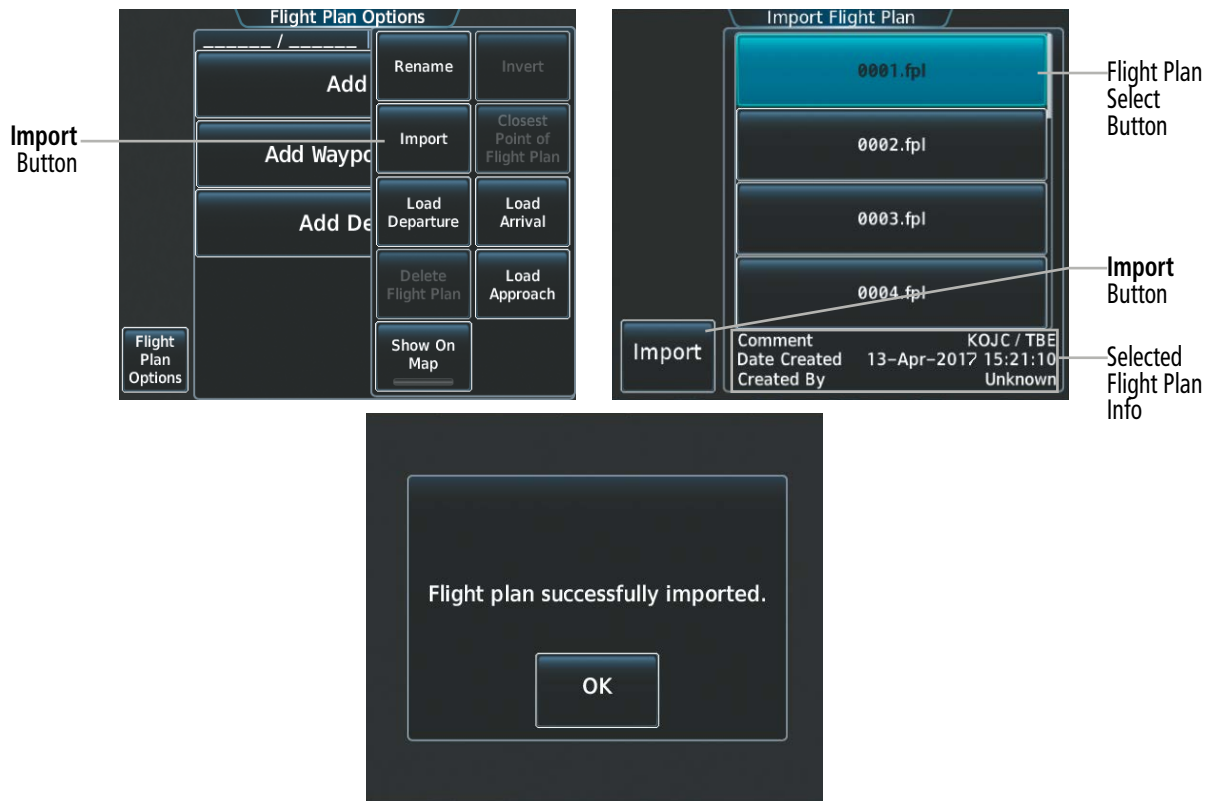 Flight Plan Options
______ / ______
Add
Add Waypo
Add De
Rename
Invert
Import
Closest
Point of
Flight Plan
Load
Departure
Load
Arrival
Delete
Flight Plan
Load
Approach
Show On
Map
Flight
Plan
Options
Import
Button
Import Flight Plan
0001.fpl
0002.fpl
0003.fpl
0004.fpl
Import
Comment KOJC / TBE
Date Created 13-Apr-2017 15:21:10
Created By Unknown
Flight Plan
Select
Button
Import
Button
Selected
Flight Plan
Info
Flight plan successfully imported.
OK